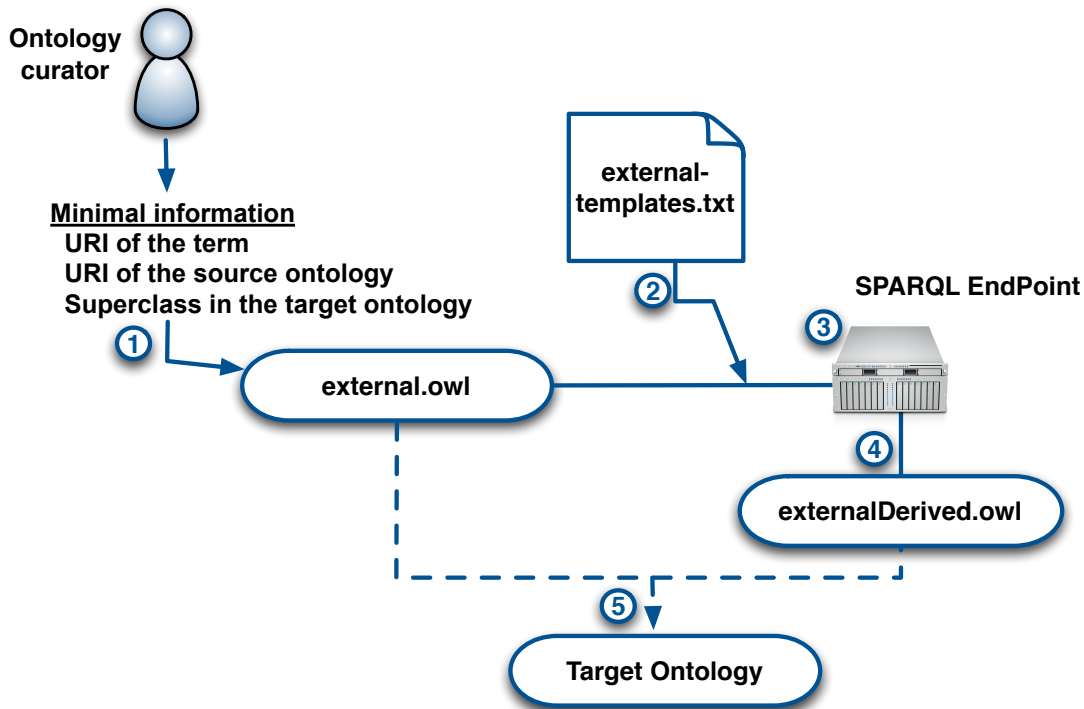 Ontology
curator
Minimal information
URI of the term
URI of the source ontology
Superclass in the target ontology
1
external-
templates.txt
2
SPARQL EndPoint
3
external.owl
4
externalDerived.owl
5
Target Ontology